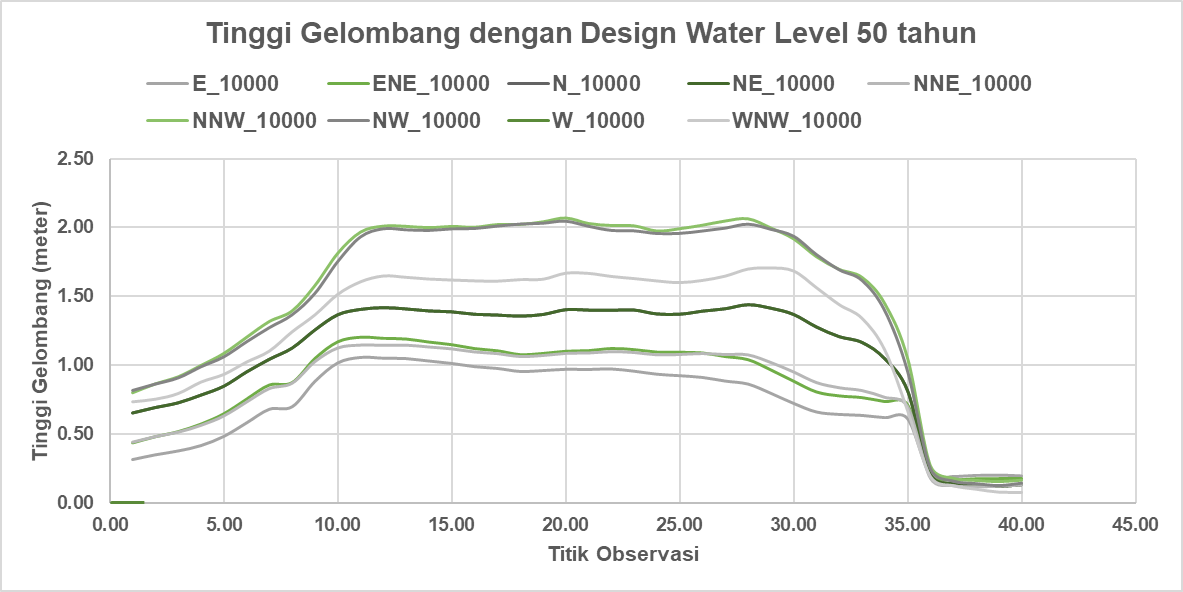 Tinggi Gelombang dengan Design Water Level 50 tahun
E_10000 ENE_10000 N_10000 NE_10000 NNE_10000
NNW_10000 NW_10000 W_10000 WNW_10000
Tinggi Gelombang (meter)
2.50
2.00
1.50
1.00
0.50
0.00
0.00 5.00 10.00 15.00 20.00 25.00 30.00 35.00 40.00 45.00
Titik Observasi